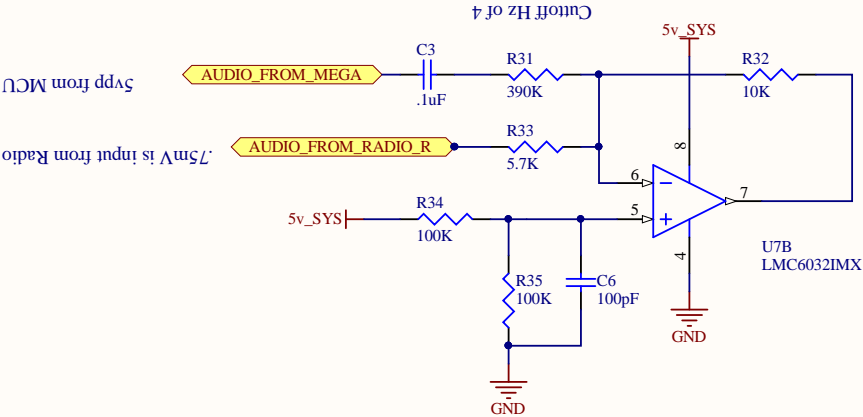 Cuttoff Hz of 4
5v_SYS
C3
R31
R32
5vpp from MCU
AUDIO_FROM_MEGA
.1uF
390K
10K
R33
.75mV is input from Radio
AUDIO_FROM_RADIO_R
5.7K
8
6
7
R34
5
5v_SYS
100K
4
U7B
LMC6032IMX
R35
C6
100K
100pF
GND
GND